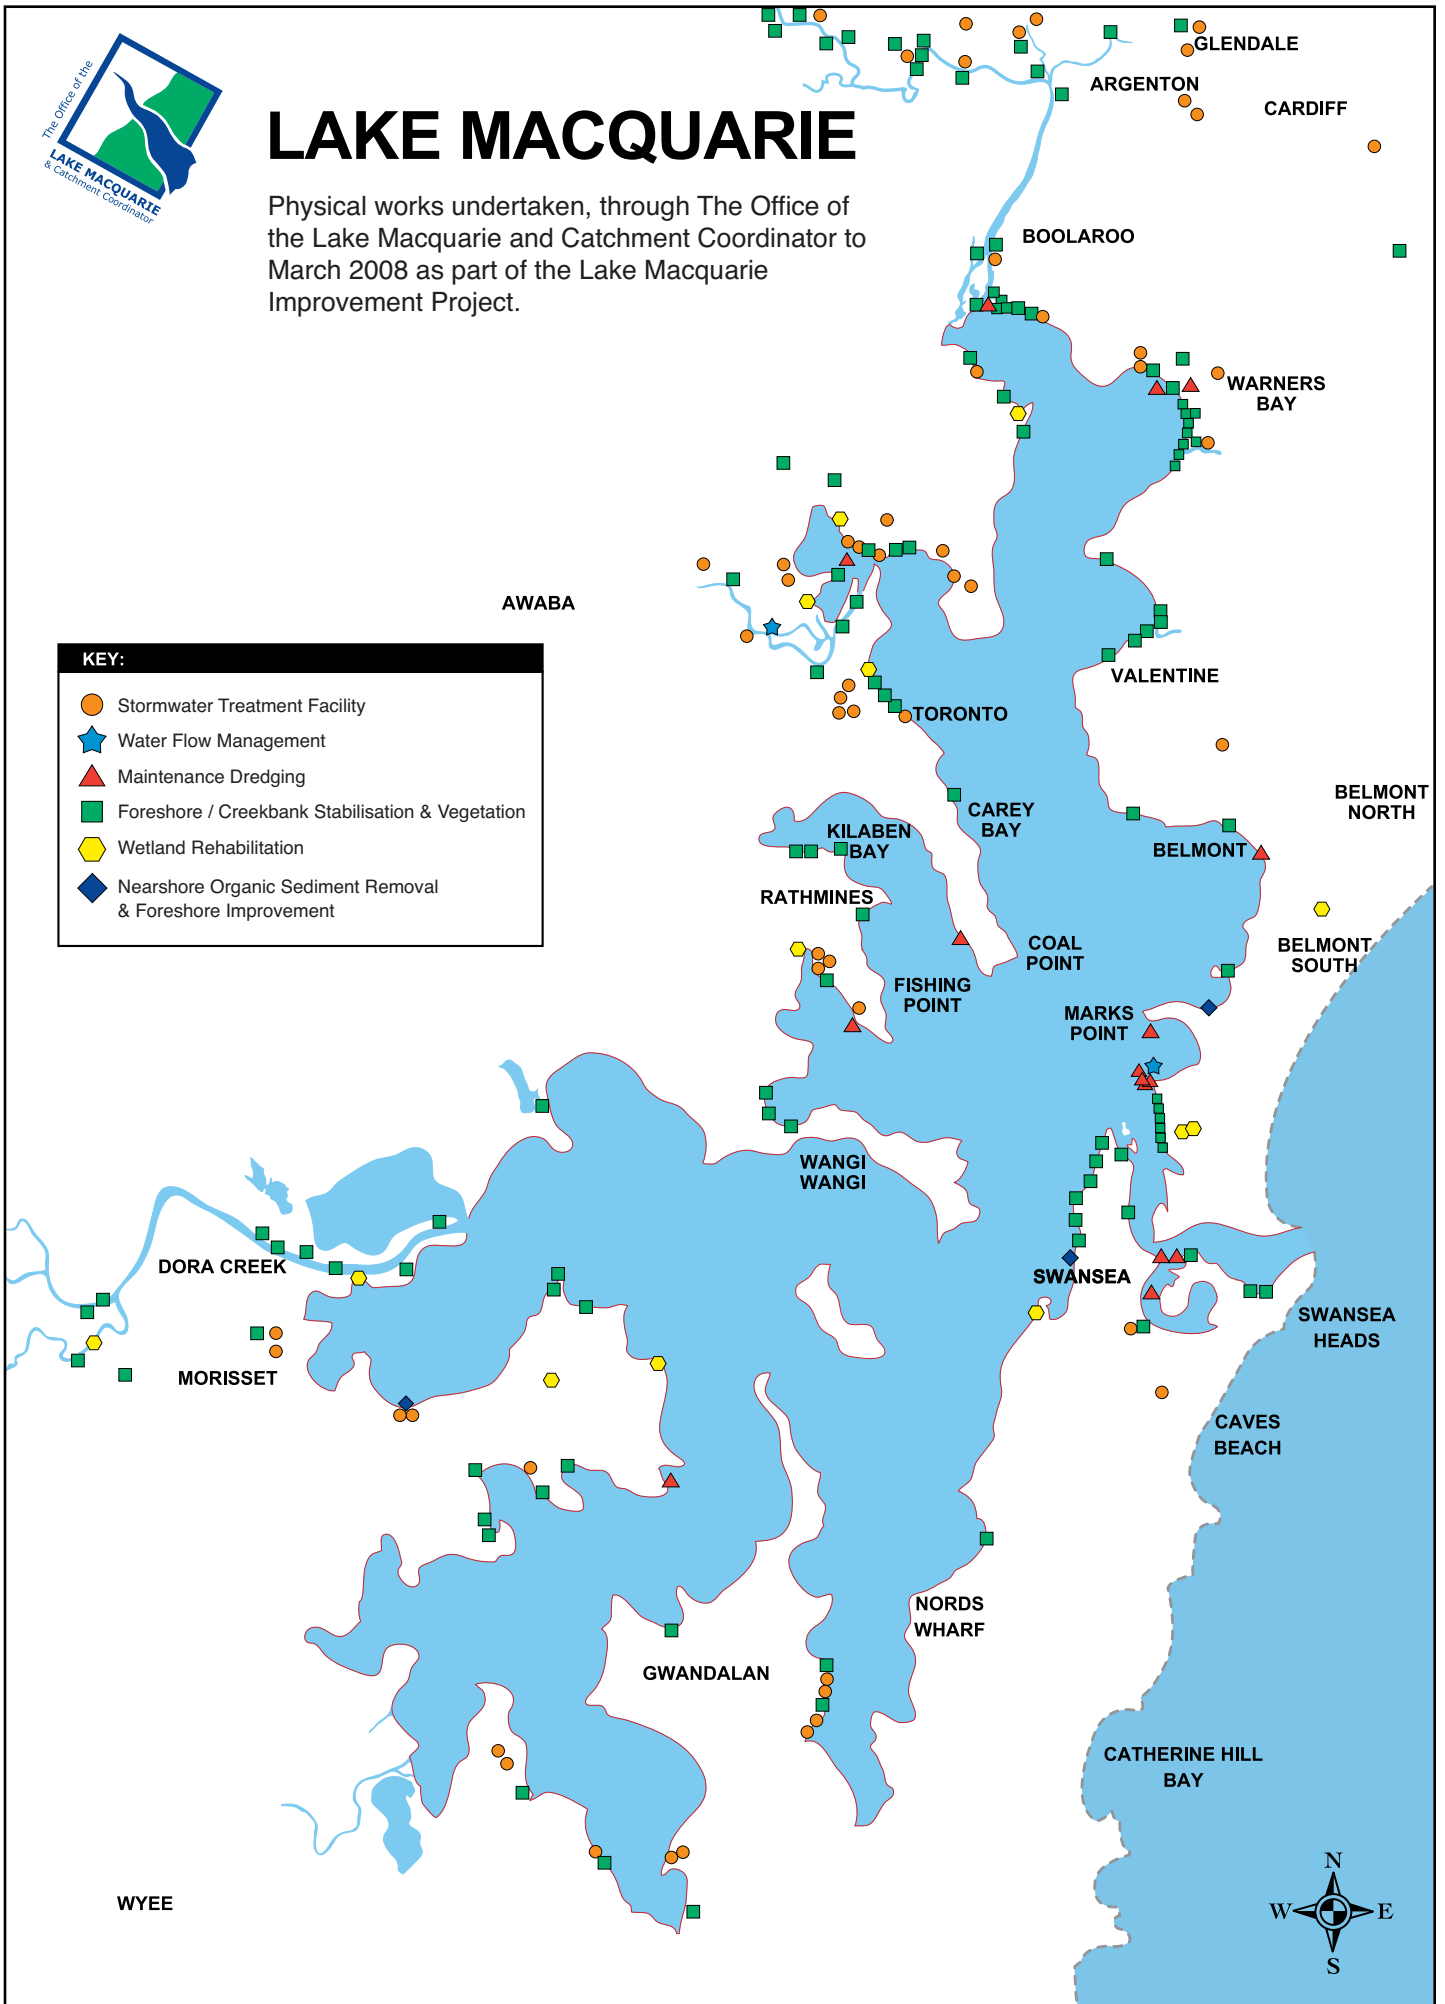 The Office of the
LAKE MACQUARIE
& Catchment Coordinator
LAKE MACQUARIE
Physical works undertaken, through The Office of
the Lake Macquarie and Catchment Coordinator to
March 2008 as part of the Lake Macquarie
Improvement Project.
GLENDALE
ARGENTON
CARDIFF
BOOLAROO
WARNERS
BAY
AWABA
KEY:
Stormwater Treatment Facility
Water Flow Management
Maintenance Dredging
Foreshore / Creekbank Stabilisation & Vegetation
Wetland Rehabilitation
Nearshore Organic Sediment Removal
& Foreshore Improvement
VALENTINE
TORONTO
BELMONT
NORTH
CAREY
BAY
KILABEN
BAY
BELMONT
RATHMINES
COAL
POINT
BELMONT
SOUTH
FISHING
POINT
MARKS
POINT
WANGI
WANGI
DORA CREEK
SWANSEA
SWANSEA
HEADS
MORISSET
CAVES
BEACH
NORDS
WHARF
GWANDALAN
CATHERINE HILL
BAY
WYEE
N
W
E
S